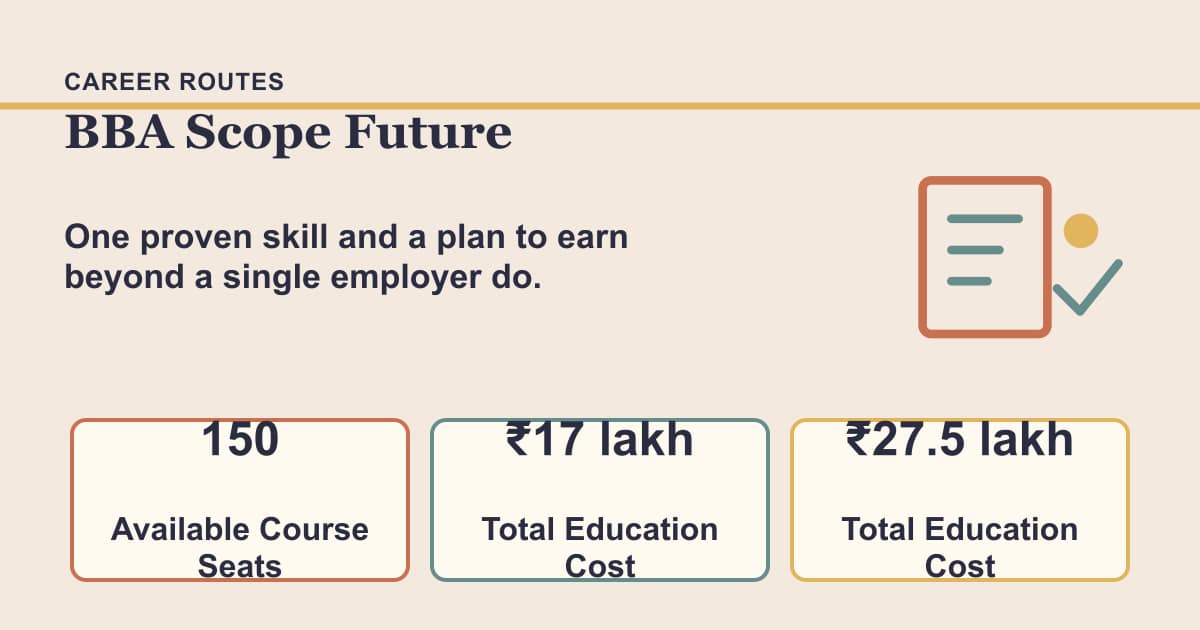 CAREER ROUTES
BBA Scope Future
One proven skill and a plan to earn
beyond a single employer do.
150
Available Course
Seats
₹17 lakh
Total Education
Cost
₹27.5 lakh
Total Education
Cost